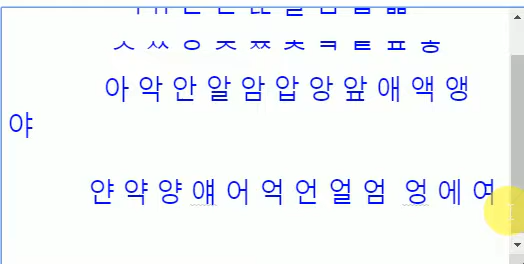 ㅅ ㅆ ㅇ ㅈ ㅉ ㅊ ㅋ ㅌ ㅍ ㅎ
아 악 안 알 암 압 앙 앞 애 액 앵
야
얀 약 양 얘 어 억 언 얼 엄 엉 에 여